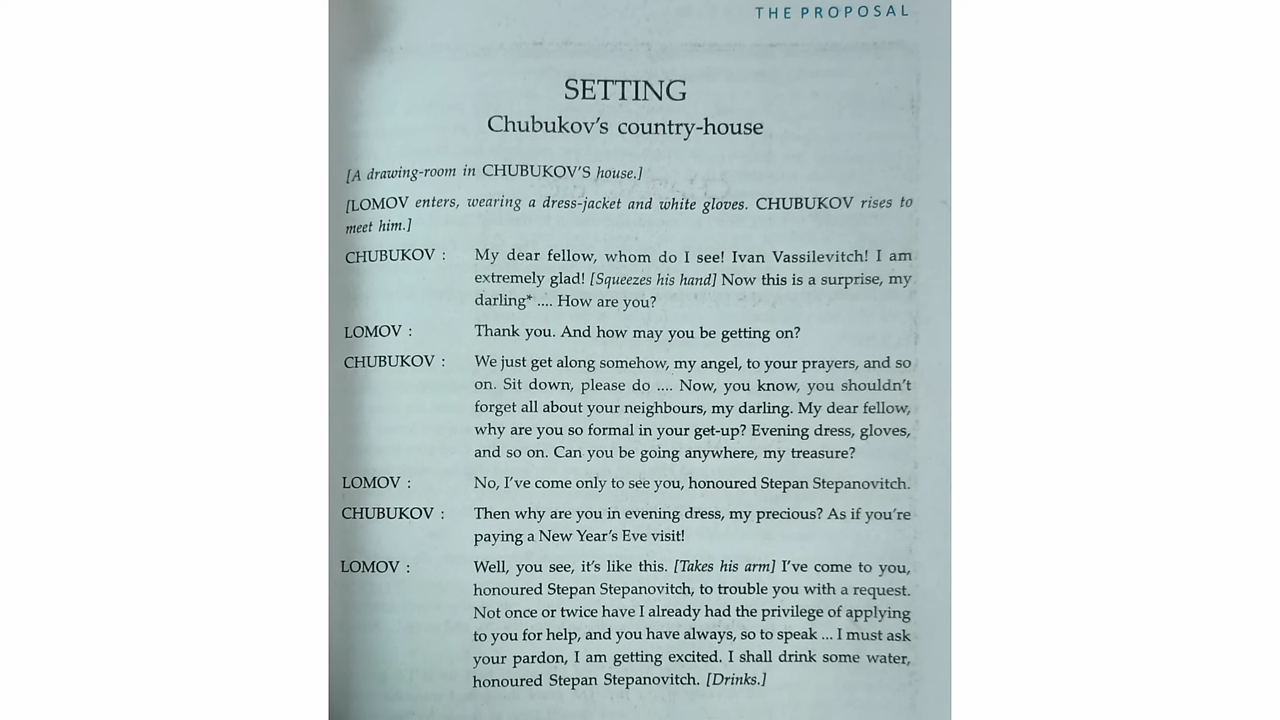 THE PROPOSAL
SETTING
Chubukov's country-house
[A drawing-room in CHUBUKOV'S house.]
[LOMOV enters, wearing a dress-jacket and white gloves. CHUBUKOV rises to
meet him.]
CHUBUKOV : My dear fellow, whom do I see! Ivan Vassilevitch! I am
extremely glad! [Squeezes his hand] Now this is a surprise, my
darling* .... How are you?
LOMOV : Thank you. And how may you be getting on?
CHUBUKOV : We just get along somehow, my angel, to your prayers, and so
on. Sit down, please do .... Now, you know, you shouldn't
forget all about your neighbours, my darling. My dear fellow,
why are you so formal in your get-up? Evening dress, gloves,
and so on. Can you be going anywhere, my treasure?
LOMOV : No, I've come only to see you, honoured Stepan Stepanovitch.
CHUBUKOV : Then why are you in evening dress, my precious? As if you're
paying a New Year's Eve visit!
LOMOV : Well, you see, it's like this. [Takes his arm] I've come to you,
honoured Stepan Stepanovitch, to trouble you with a request.
Not once or twice have I already had the privilege of applying
to you for help, and you have always, so to speak ... I must ask
your pardon, I am getting excited. I shall drink some water,
honoured Stepan Stepanovitch. [Drinks.]